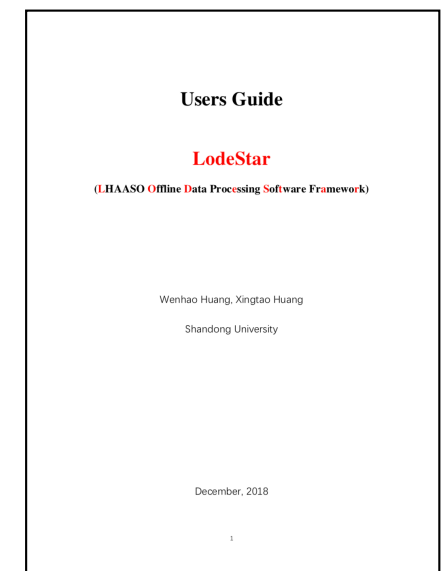 Users Guide
LodeStar
(LHAASO Offline Data Processing Software Framework)
Wenhao Huang, Xingtao Huang
Shandong University
December, 2018
1